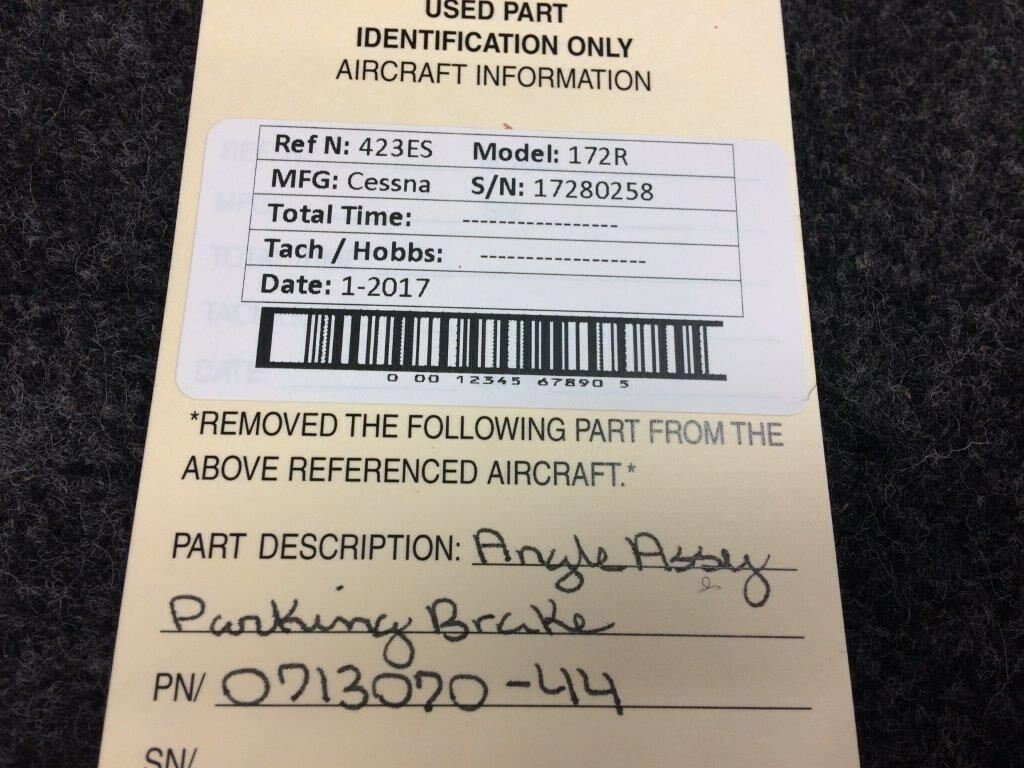 USED PART
IDENTIFICATION ONLY
AIRCRAFT INFORMATION
Ref N: 423ES Model: 172R
MFG: Cessna S/N: 17280258
Total Time: -----------------
Tach / Hobbs: ------------------
Date: 1-2017
0 00 12345 67890 5
*REMOVED THE FOLLOWING PART FROM THE
ABOVE REFERENCED AIRCRAFT.*
PART DESCRIPTION: Angle Assy
Parking Brake
PN/ 0713070-44
SN/